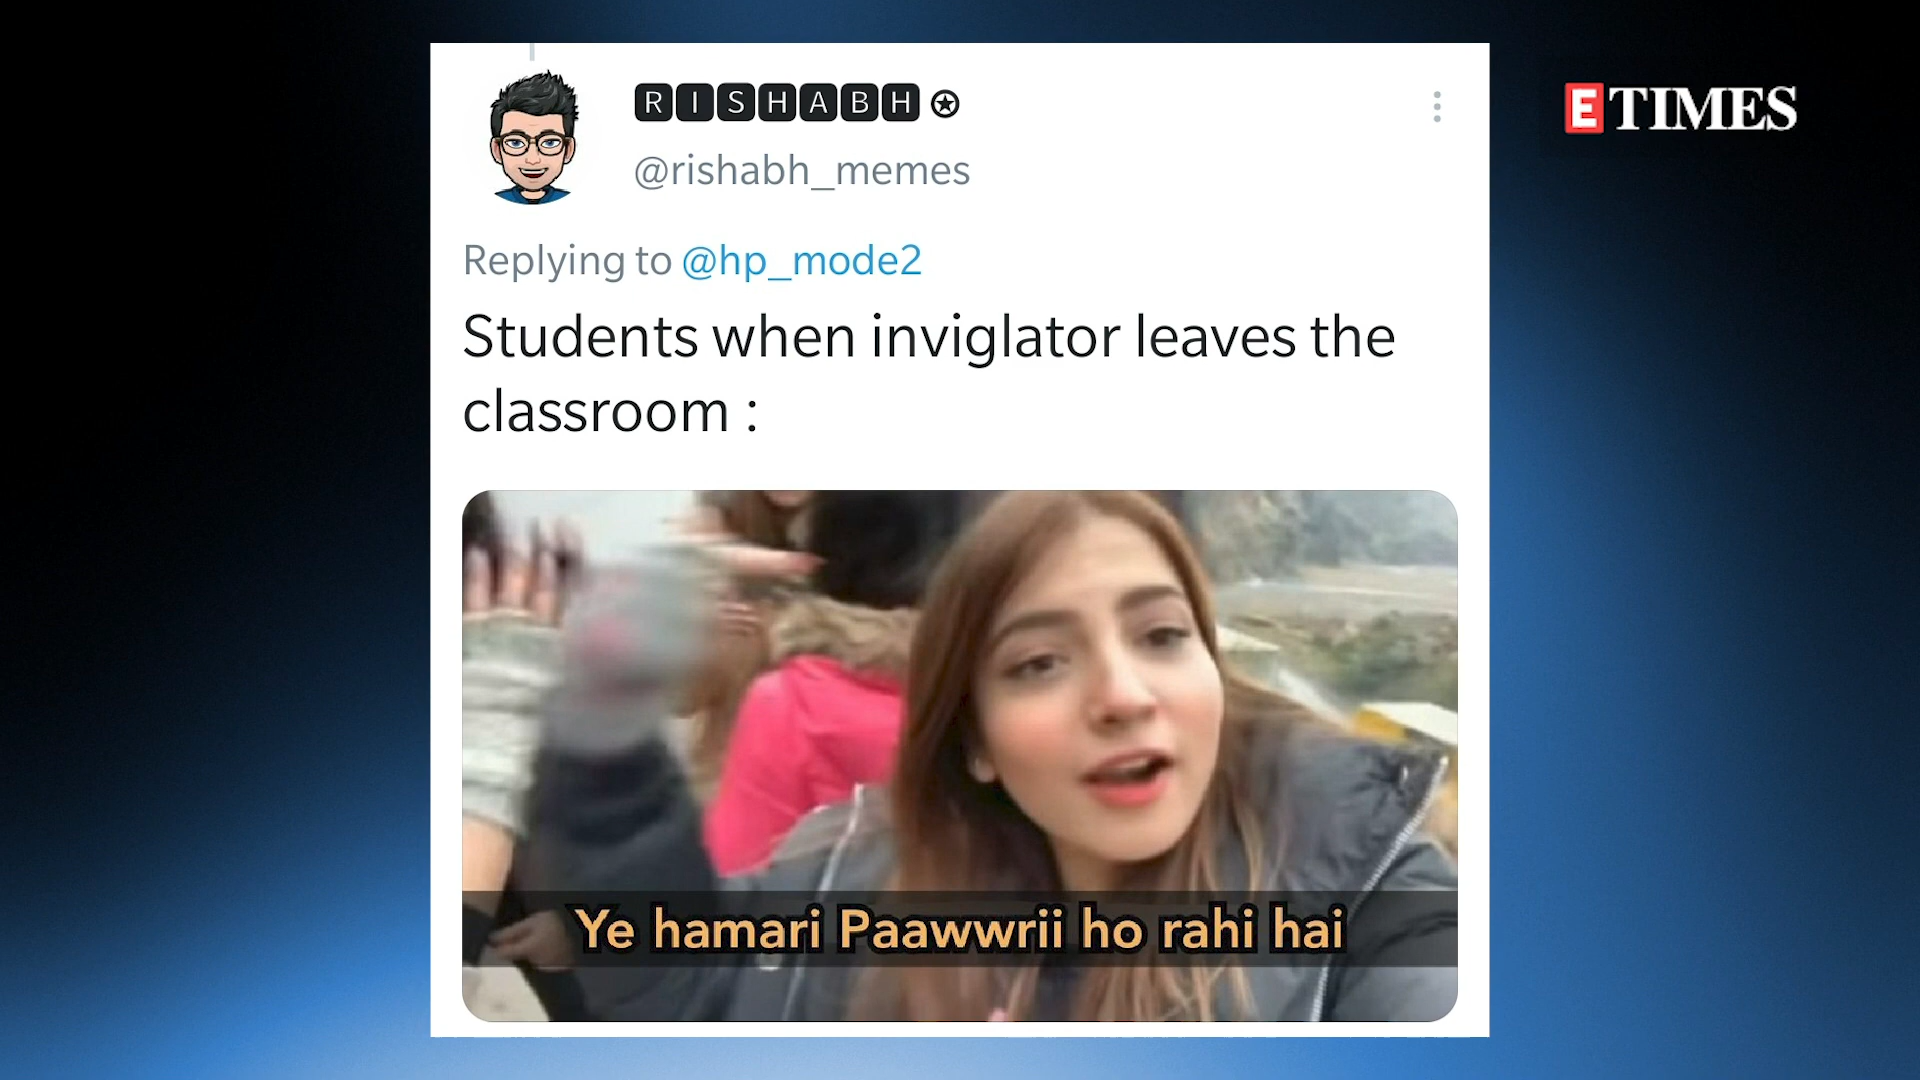 RISHABH
@rishabh_memes
ETIMES
Replying to @hp_mode2
Students when inviglator leaves the
classroom :
Ye hamari Paawwrii ho rahi hai